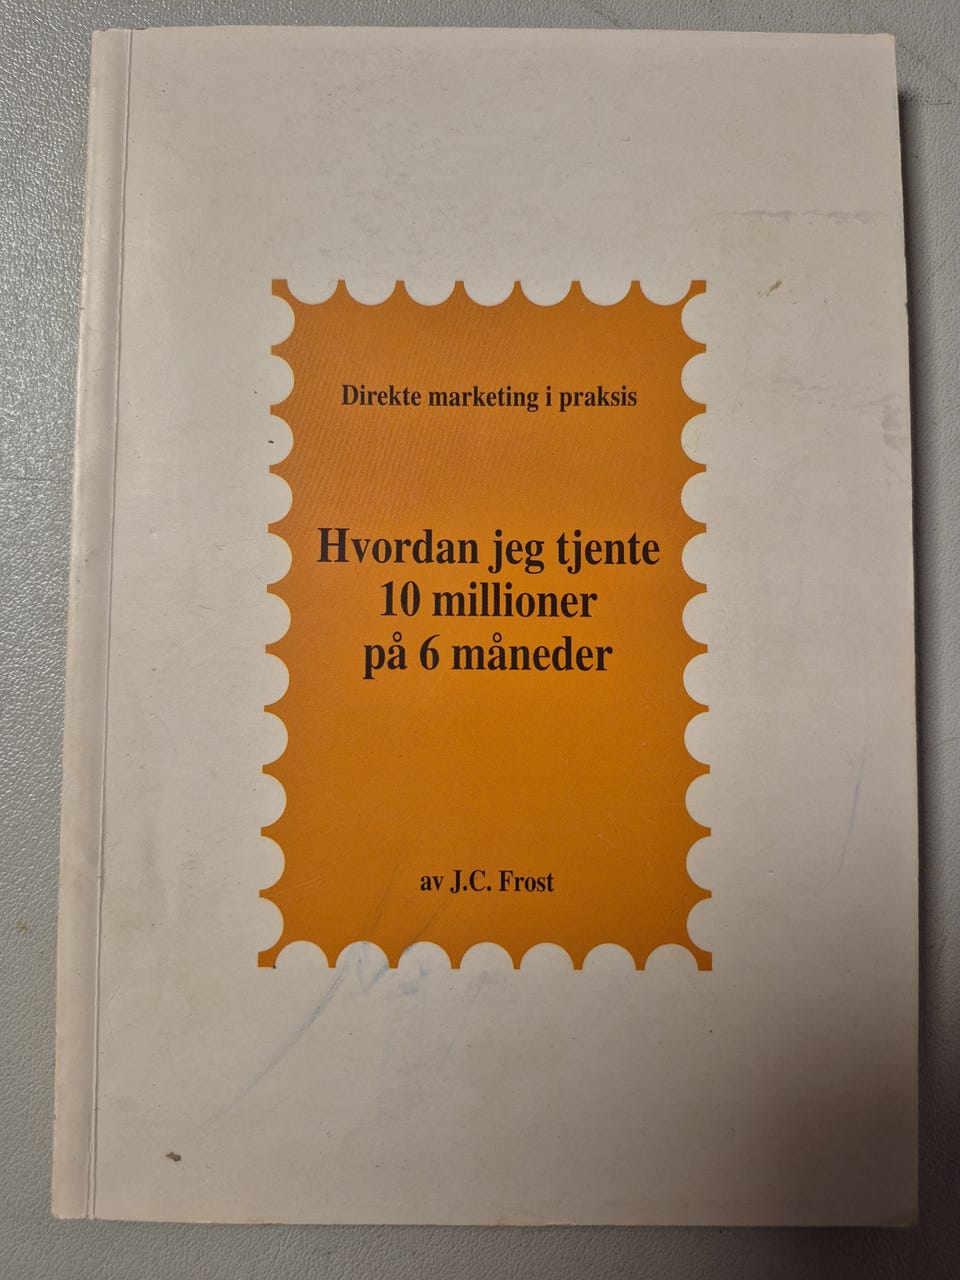 Direkte marketing i praksis
Hvordan jeg tjente
10 millioner
på 6 måneder
av J.C. Frost